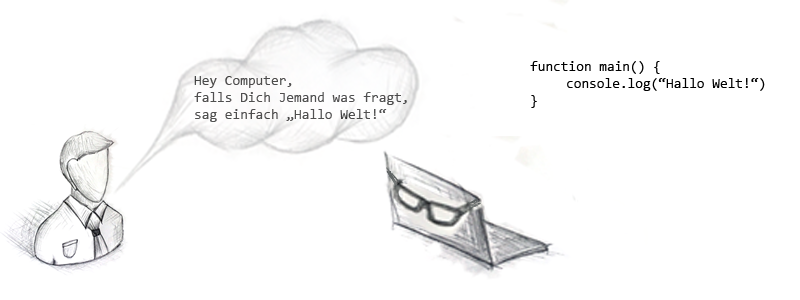 Hey Computer,
falls Dich Jemand was fragt,
sag einfach „Hallo Welt!“
function main() {
console.log(“Hallo Welt!“)
}